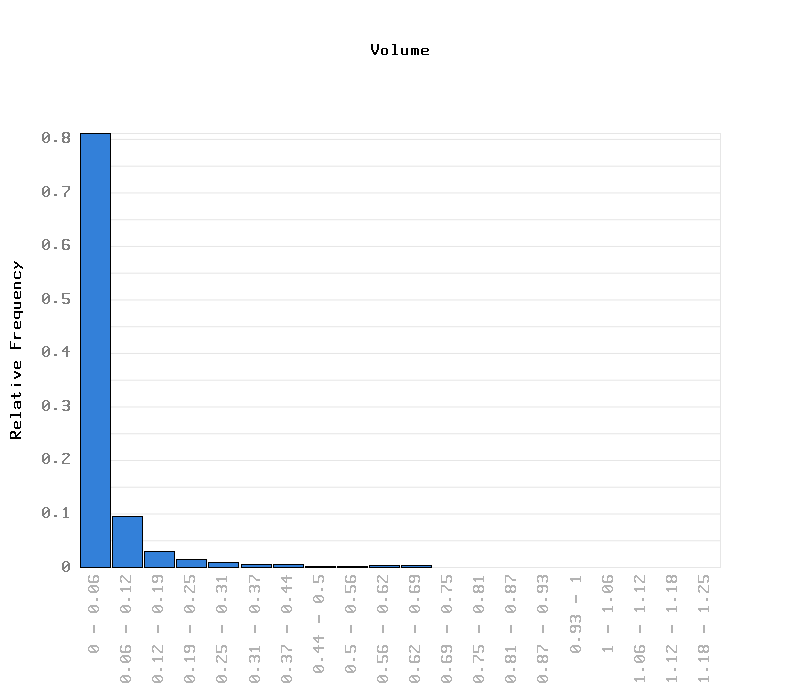 Volume
Relative Frequency
0.8
0.7
0.6
0.5
0.4
0.3
0.2
0.1
0
0 - 0.06
0.06 - 0.12
0.12 - 0.19
0.19 - 0.25
0.25 - 0.31
0.31 - 0.37
0.37 - 0.44
0.44 - 0.5
0.5 - 0.56
0.56 - 0.62
0.62 - 0.69
0.69 - 0.75
0.75 - 0.81
0.81 - 0.87
0.87 - 0.93
0.93 - 1
1 - 1.06
1.06 - 1.12
1.12 - 1.18
1.18 - 1.25